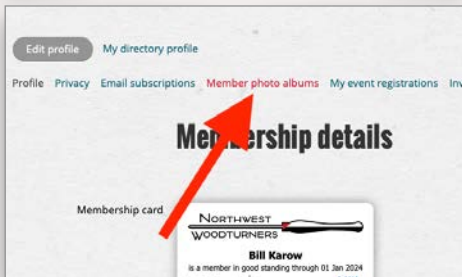 Edit profile My directory profile
Profile Privacy Email subscriptions Member photo albums My event registrations Inv
Membership details
Membership card
NORTHWEST
WOODTURNERS
Bill Karow
is a member in good standing through 01 Jan 2024